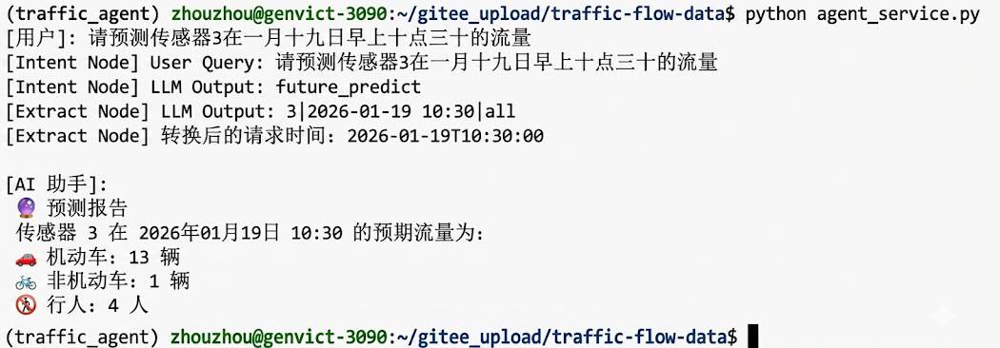 (traffic_agent) zhouzhou@genvict-3090:~/gitee_upload/traffic-flow-data$ python agent_service.py
[用户]: 请预测传感器3在一月十九日早上十点三十的流量
[Intent Node] User Query: 请预测传感器3在一月十九日早上十点三十的流量
[Intent Node] LLM Output: future_predict
[Extract Node] LLM Output: 3|2026-01-19 10:30|all
[Extract Node] 转换后的请求时间: 2026-01-19T10:30:00
[AI 助手]:
🔮 预测报告
传感器 3 在 2026年01月19日 10:30 的预期流量为:
🚗 机动车: 13 辆
🚲 非机动车: 1 辆
🚷 行人: 4 人
(traffic_agent) zhouzhou@genvict-3090:~/gitee_upload/traffic-flow-data$